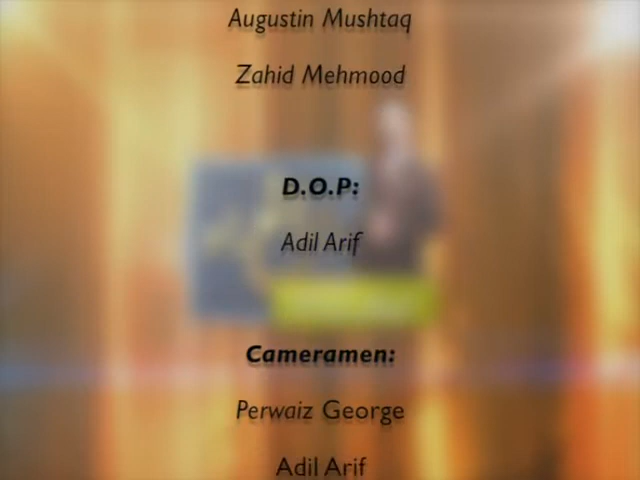 Augustin Mushtaq
Zahid Mehmood
D.O.P:
Adil Arif
Cameramen:
Perwaiz George
Adil Arif